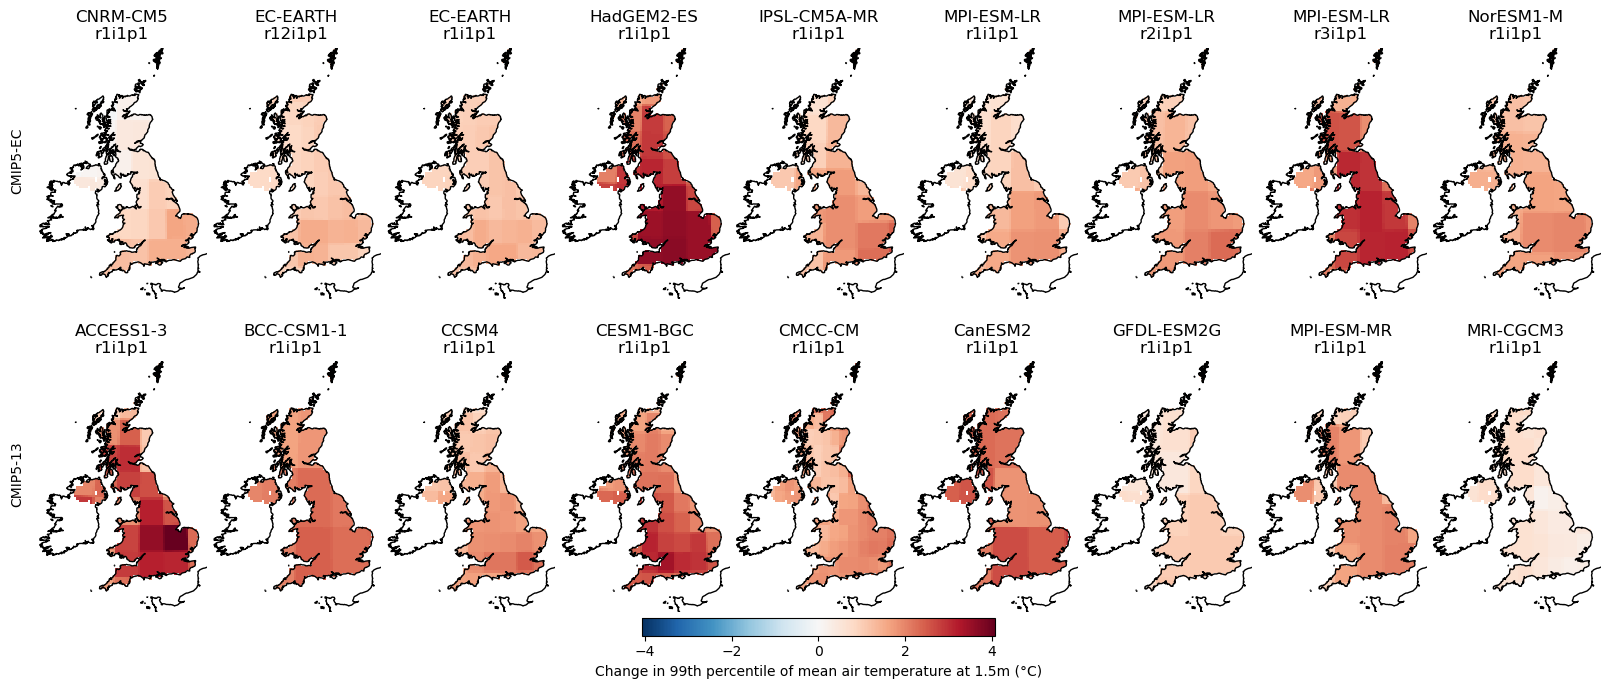 CNRM-CM5 EC-EARTH EC-EARTH HadGEM2-ES IPSL-CM5A-MR MPI-ESM-LR MPI-ESM-LR MPI-ESM-LR NorESM1-M
r1i1p1 r12i1p1 r1i1p1 r1i1p1 r1i1p1 r1i1p1 r2i1p1 r3i1p1 r1i1p1
CMIP5-EC
ACCESS1-3 BCC-CSM1-1 CCSM4 CESM1-BGC CMCC-CM CanESM2 GFDL-ESM2G MPI-ESM-MR MRI-CGCM3
r1i1p1 r1i1p1 r1i1p1 r1i1p1 r1i1p1 r1i1p1 r1i1p1 r1i1p1 r1i1p1
CMIP5-13
−4 −2 0 2 4
Change in 99th percentile of mean air temperature at 1.5m (°C)